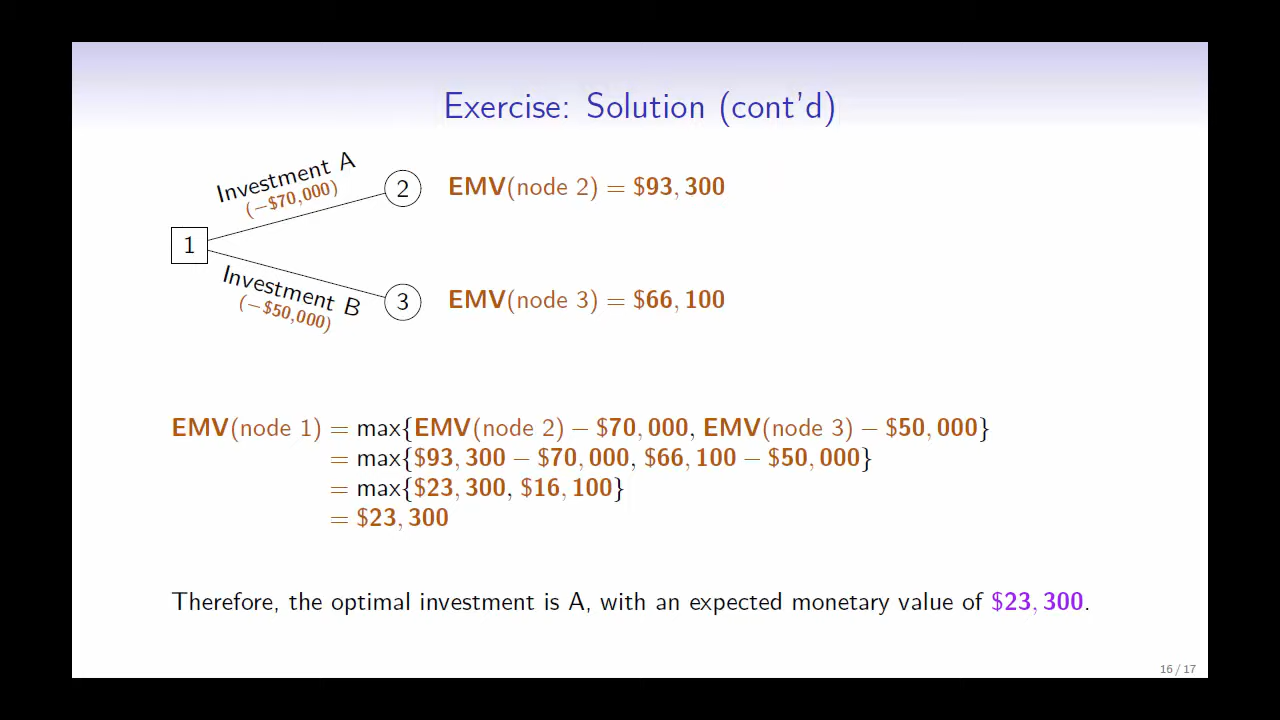 Exercise: Solution (cont'd)
Investment A
(−$70,000)
2
EMV(node 2) = $93, 300
1
Investment B
(−$50,000)
3
EMV(node 3) = $66, 100
EMV(node 1) = max{EMV(node 2) − $70, 000, EMV(node 3) − $50, 000}
= max{$93, 300 − $70, 000, $66, 100 − $50, 000}
= max{$23, 300, $16, 100}
= $23, 300
Therefore, the optimal investment is A, with an expected monetary value of $23, 300.
16 / 17